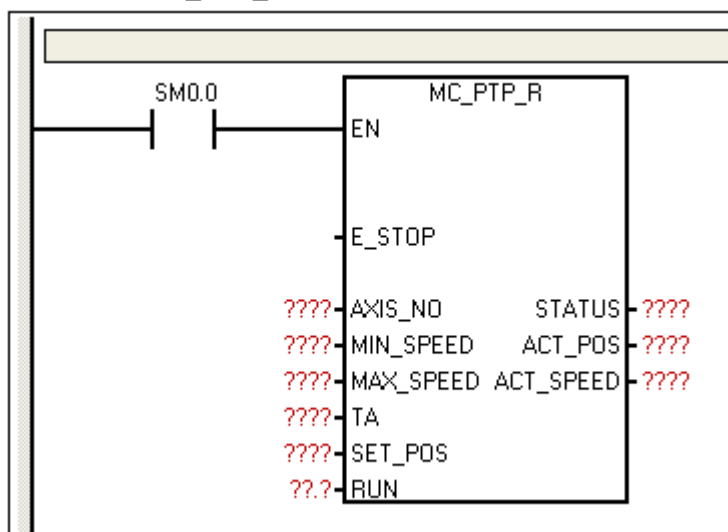 SM0.0
MC_PTP_R
EN
E_STOP
???? AXIS_NO STATUS ????
???? MIN_SPEED ACT_POS ????
???? MAX_SPEED ACT_SPEED ????
???? TA
???? SET_POS
??.? RUN